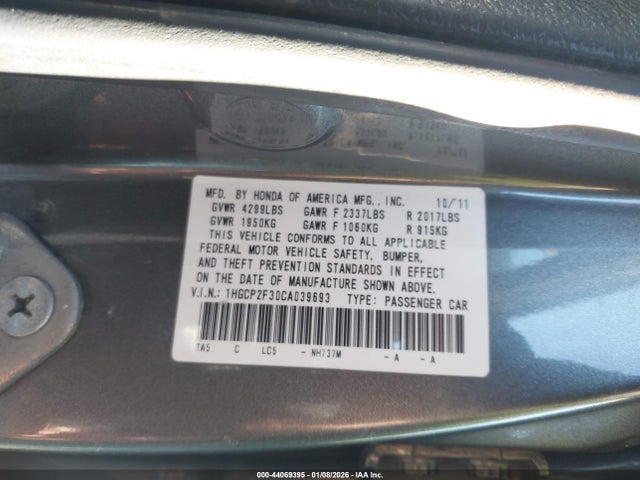 MFD. BY HONDA OF AMERICA MFG., INC. 10/11
GVWR 4299LBS GAWR F 2337LBS R 2017LBS
GVWR 1950KG GAWR F 1060KG R 915KG
THIS VEHICLE CONFORMS TO ALL APPLICABLE
FEDERAL MOTOR VEHICLE SAFETY, BUMPER,
AND THEFT PREVENTION STANDARDS IN EFFECT
ON THE DATE OF MANUFACTURE SHOWN ABOVE.
V.I.N.: 1HGCP2F30CA039693 TYPE: PASSENGER CAR
TA5 C LC5 - NH737M - A - A
000-44069395 | 01/08/2026 | COPART